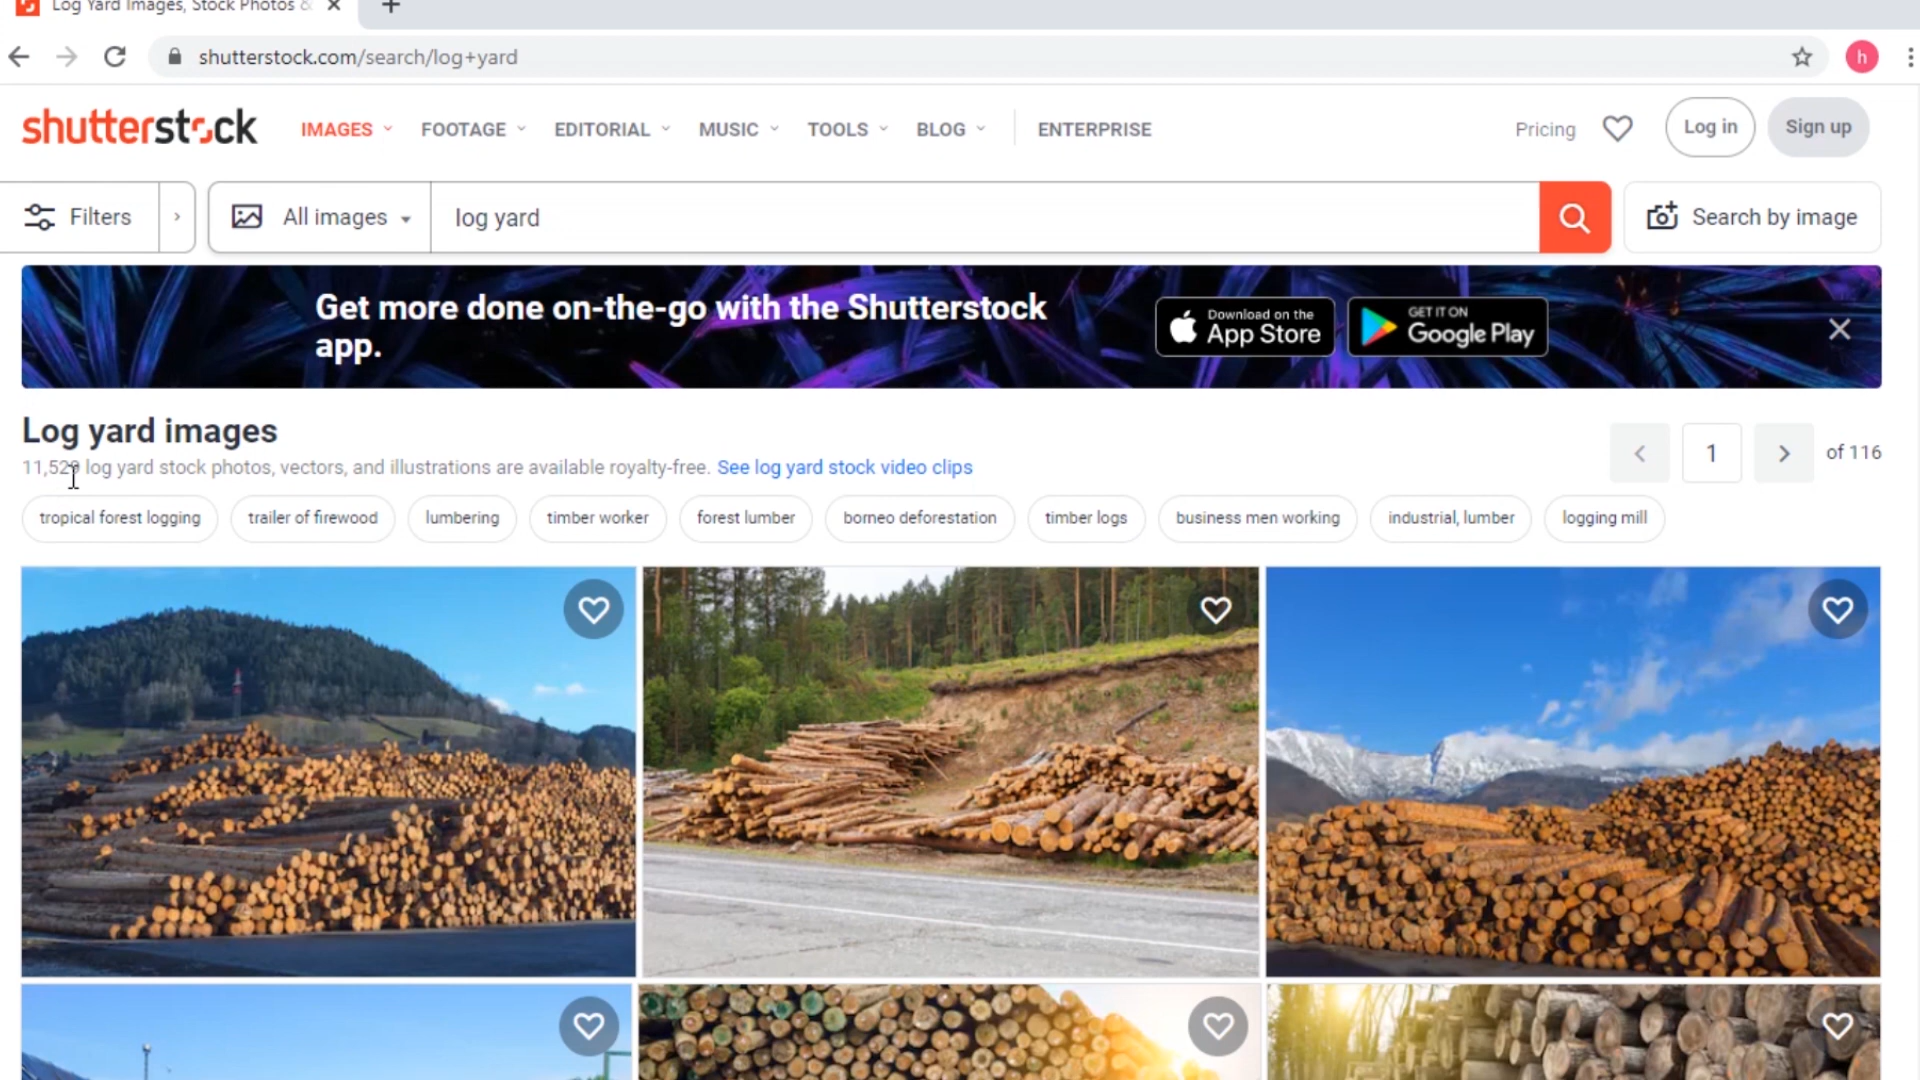 Log Yard Images, Stock Photos &
shutterstock.com/search/log+yard
h
shutterstock IMAGES FOOTAGE EDITORIAL MUSIC TOOLS BLOG ENTERPRISE Pricing Log in Sign up
Filters All images log yard Search by image
Get more done on-the-go with the Shutterstock
app.
Download on the
App Store
GET IT ON
Google Play
Log yard images
log yard stock photos, vectors, and illustrations are available royalty-free. See log yard stock video clips
1 of 116
tropical forest logging trailer of firewood lumbering timber worker forest lumber borneo deforestation timber logs business men working industrial, lumber logging mill